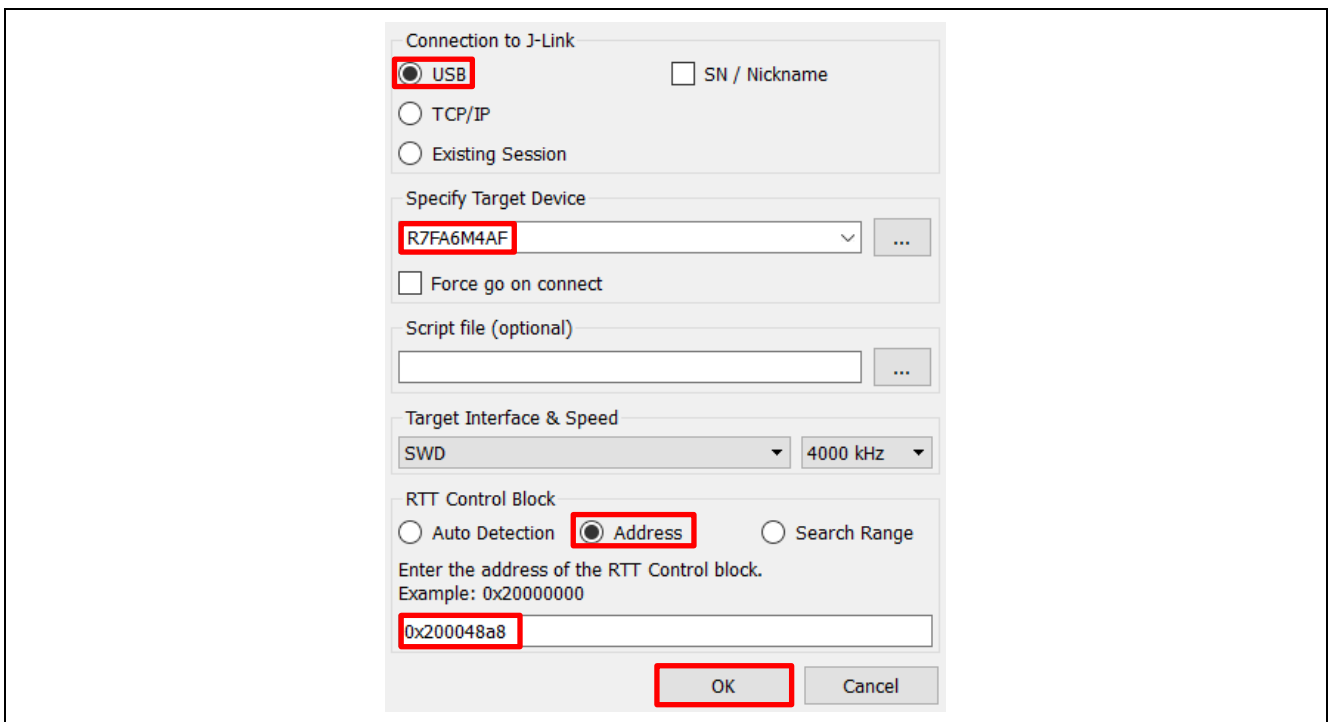 Connection to J-Link
USB SN / Nickname
TCP/IP
Existing Session
Specify Target Device
R7FA6M4AF ...
Force go on connect
Script file (optional)
...
Target Interface & Speed
SWD 4000 kHz
RTT Control Block
Auto Detection Address Search Range
Enter the address of the RTT Control block.
Example: 0x20000000
0x200048a8
OK Cancel